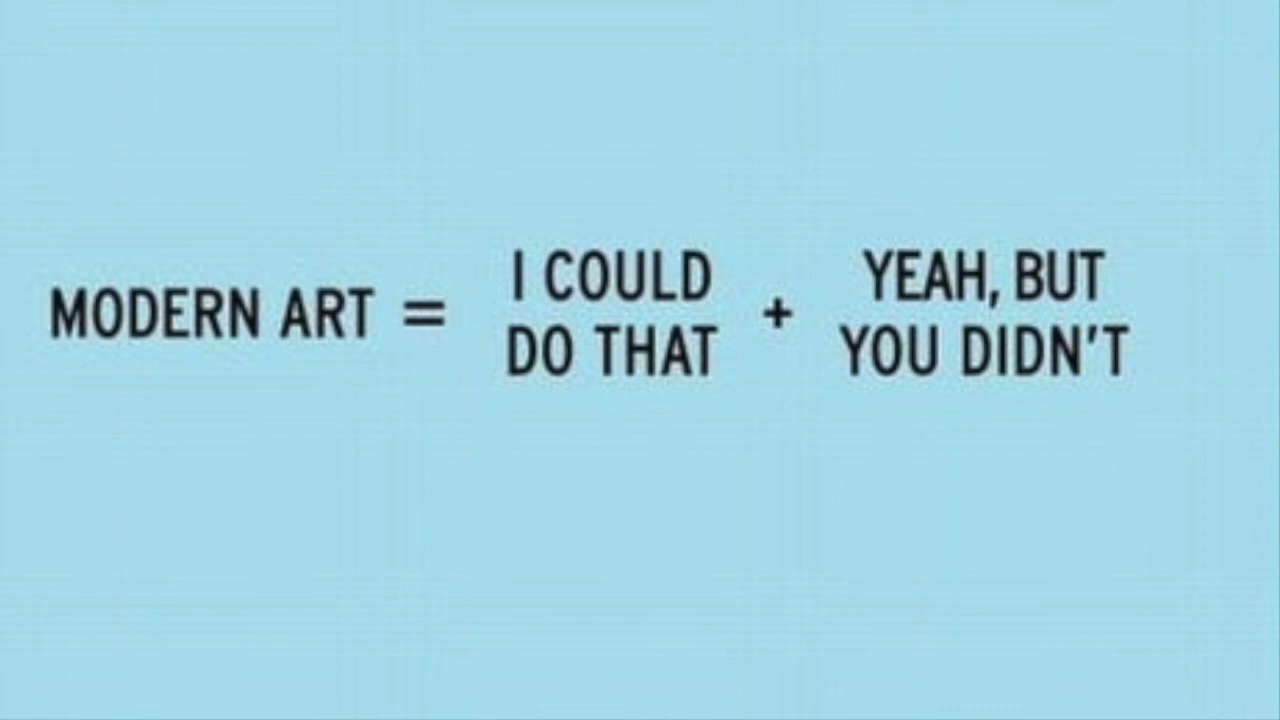 MODERN ART = I COULD DO THAT + YEAH, BUT YOU DIDN'T